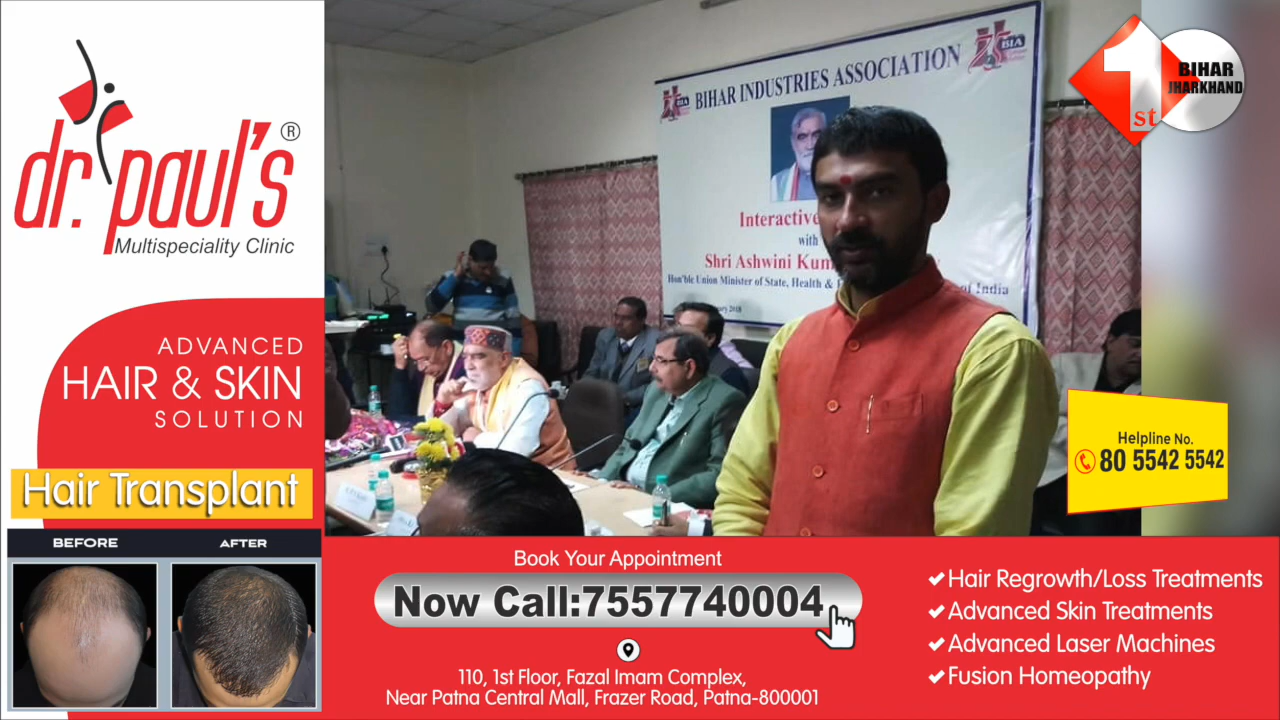 dr. paul's ®
Multispeciality Clinic
ADVANCED
HAIR & SKIN
SOLUTION
Hair Transplant
BEFORE AFTER
BIA
BIA
BIHAR INDUSTRIES ASSOCIATION
Interactive
with
Shri Ashwini Kum
Hon'ble Union Minister of State, Health & of India
2018
1st
BIHAR
JHARKHAND
Helpline No.
80 5542 5542
Book Your Appointment
Now Call:7557740004
110, 1st Floor, Fazal Imam Complex,
Near Patna Central Mall, Frazer Road, Patna-800001
Hair Regrowth/Loss Treatments
Advanced Skin Treatments
Advanced Laser Machines
Fusion Homeopathy